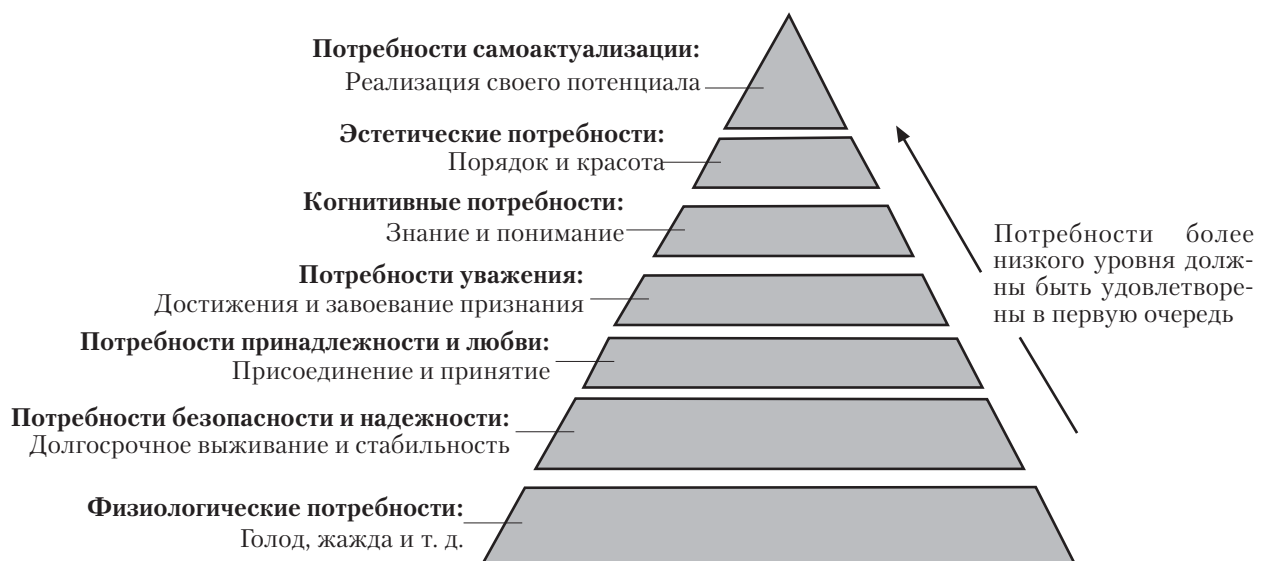 Потребности самоактуализации:
Реализация своего потенциала
Эстетические потребности:
Порядок и красота
Когнитивные потребности:
Знание и понимание
Потребности уважения:
Достижения и завоевание признания
Потребности принадлежности и любви:
Присоединение и принятие
Потребности безопасности и надежности:
Долгосрочное выживание и стабильность
Физиологические потребности:
Голод, жажда и т. д.
Потребности более
низкого уровня долж-
ны быть удовлетворе-
ны в первую очередь